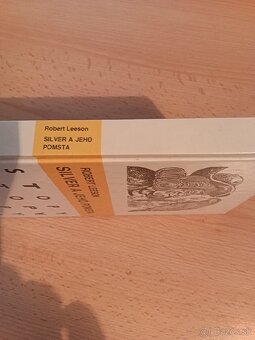 Robert Leeson
SILVER A JEHO
POMSTA
ROBERT LEESON
SILVER A JEHO POMSTA